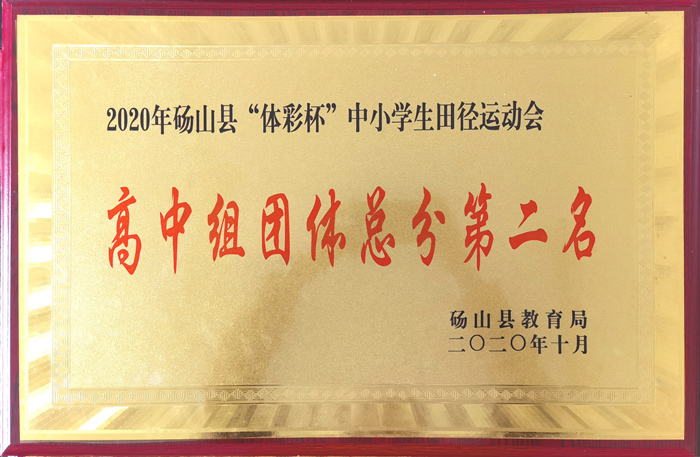 2020年砀山县“体彩杯”中小学生田径运动会
高中组团体总分第二名
砀山县教育局
二〇二〇年十月